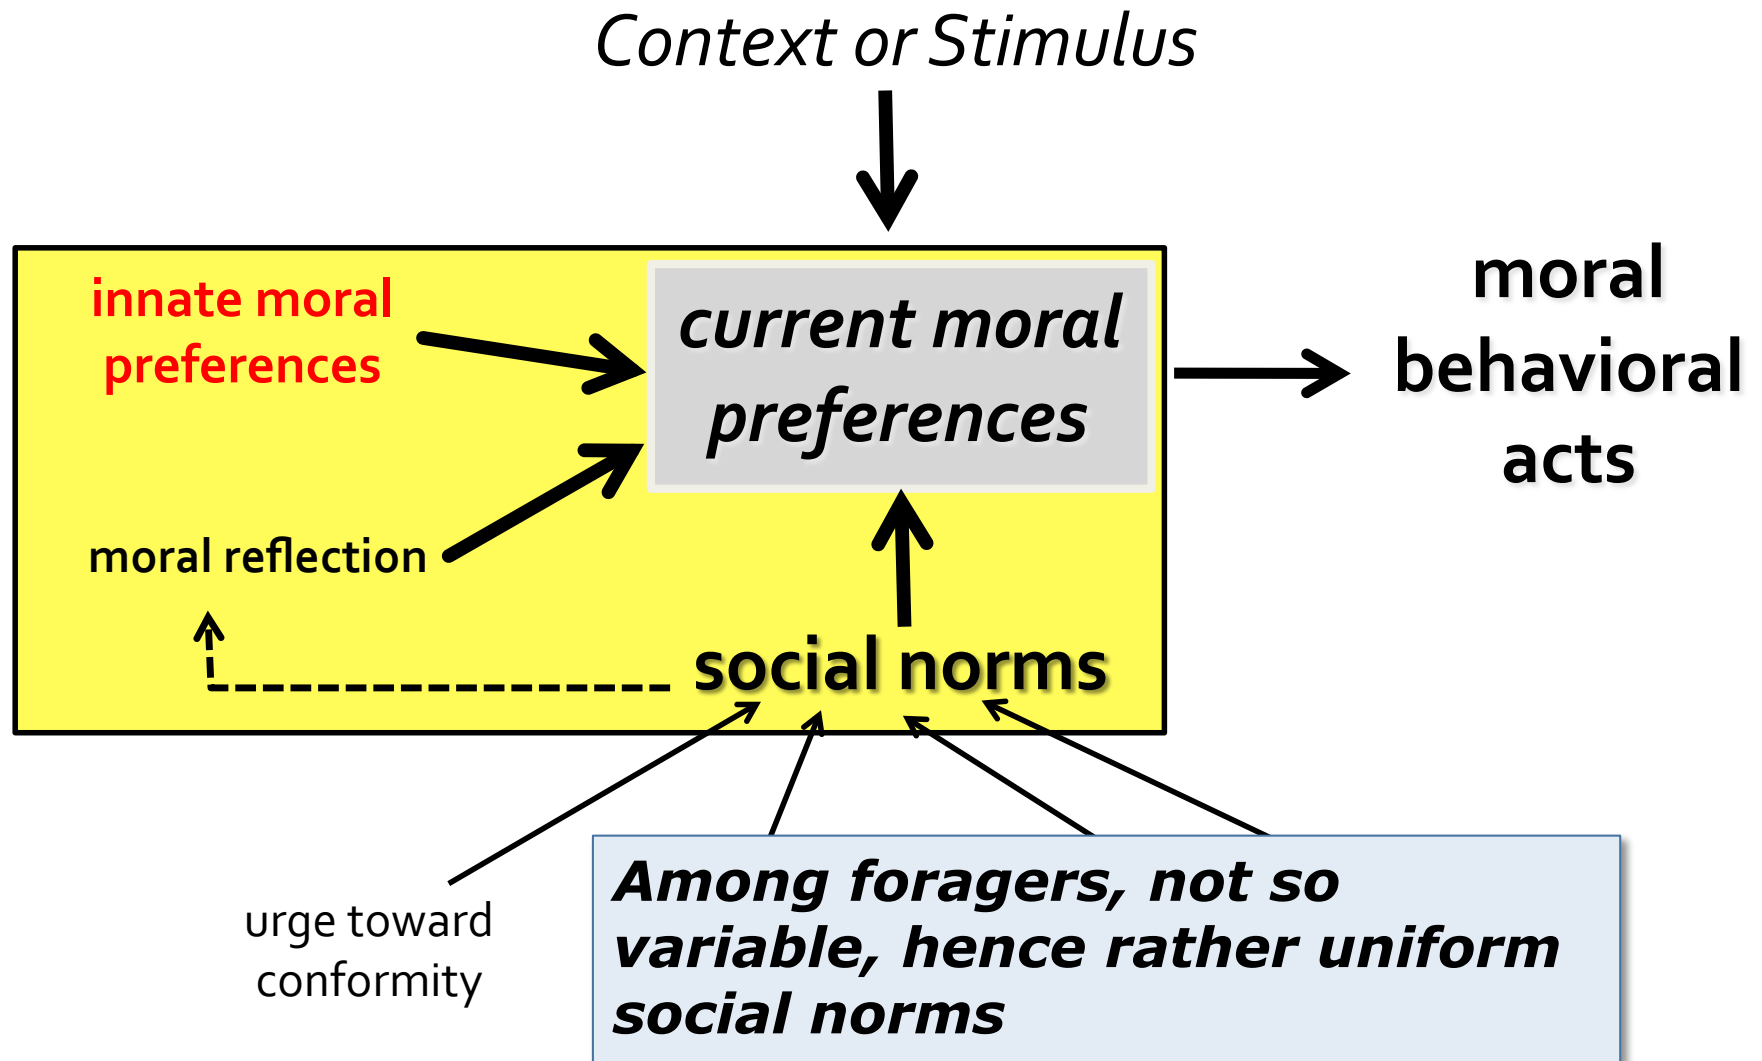 Context or Stimulus
innate moral
preferences
current moral
preferences
moral
behavioral
acts
moral reflection
social norms
urge toward
conformity
Among foragers, not so
variable, hence rather uniform
social norms